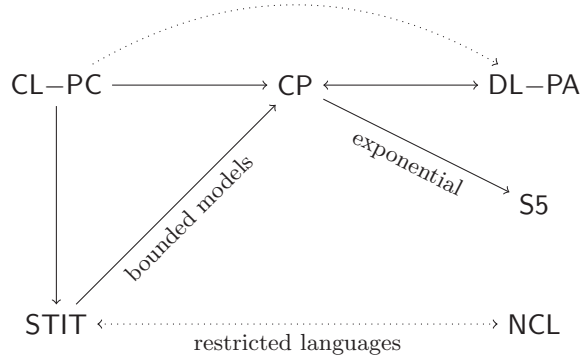 CL−PC CP DL−PA
exponential
S5
bounded models
STIT NCL
restricted languages